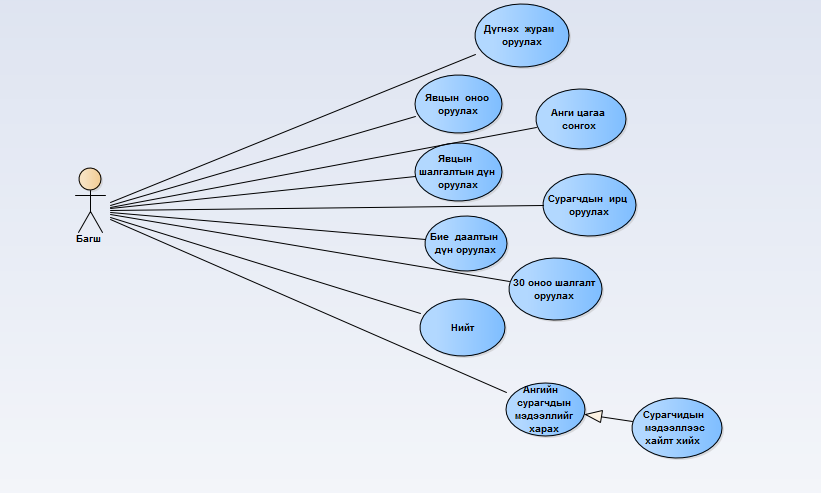 Дүгнэх журам
оруулах
Явцын оноо
оруулах
Анги цагаа
сонгох
Явцын
шалгалтын дүн
оруулах
Сурагчдын ирц
оруулах
Багш
Бие даалтын
дүн оруулах
30 оноо шалгалт
оруулах
Нийт
Ангийн
сурагчдын
мэдээллийг
харах
Сурагчидын
мэдээллээс
хайлт хийх